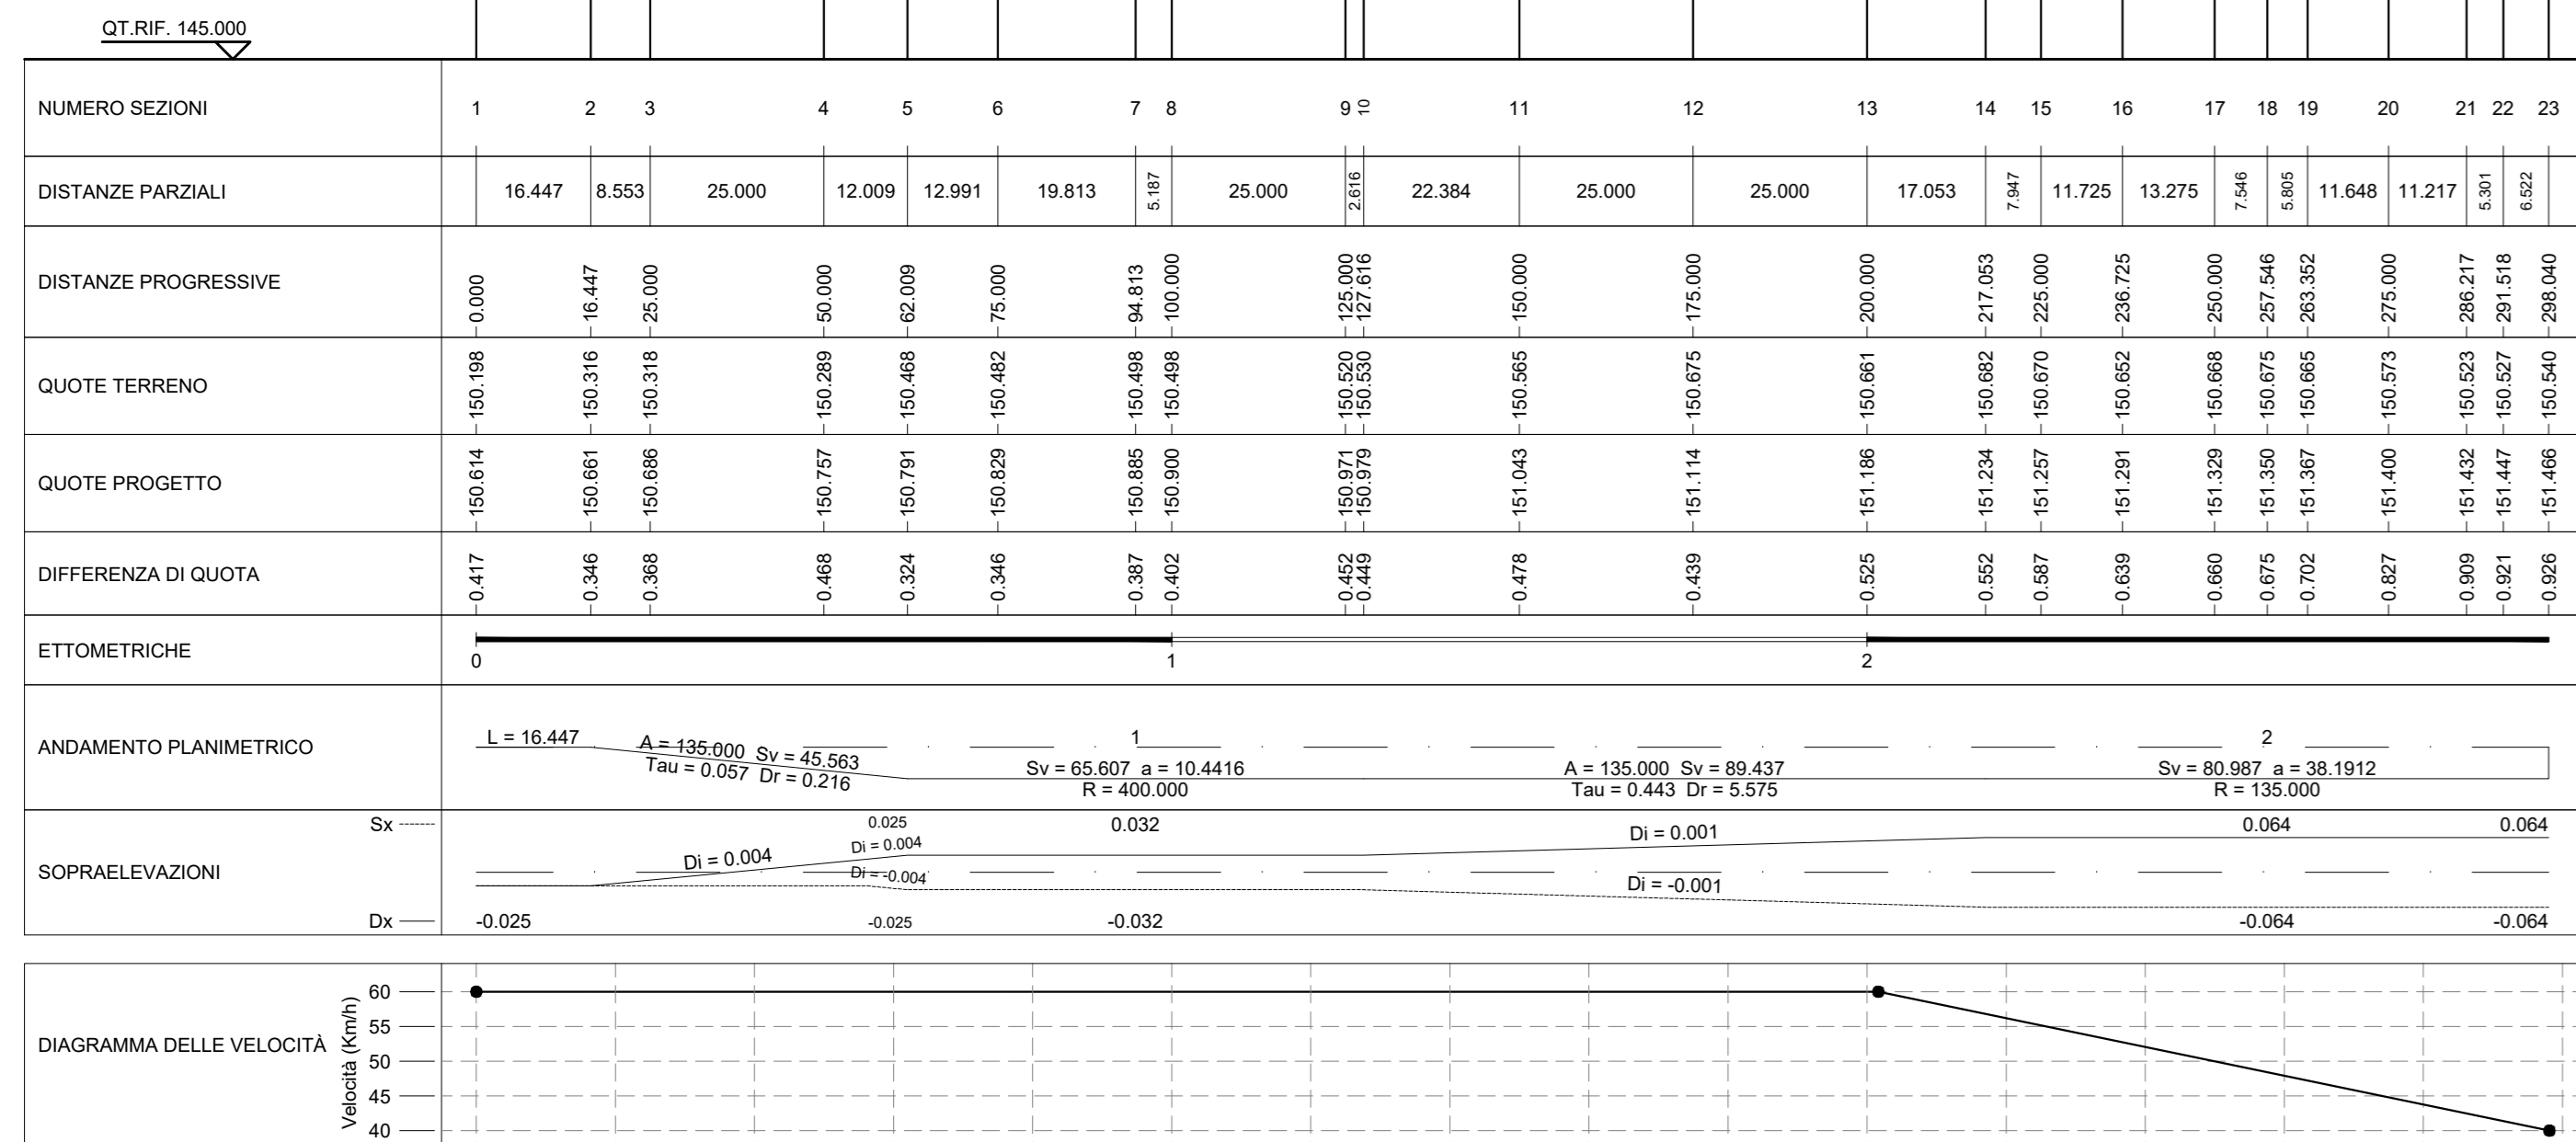 QT.RIF. 145.000
NUMERO SEZIONI 1 2 3 4 5 6 7 8 9 10 11 12 13 14 15 16 17 18 19 20 21 22 23
DISTANZE PARZIALI 16.447 8.553 25.000 12.009 12.991 19.813 5.187 25.000 2.616 22.384 25.000 25.000 17.053 7.947 11.725 13.275 7.546 5.805 11.648 11.217 5.301 6.522
DISTANZE PROGRESSIVE 0.000 16.447 25.000 50.000 62.009 75.000 94.813 100.000 125.000 127.616 150.000 175.000 200.000 217.053 225.000 236.725 250.000 257.546 263.352 275.000 286.217 291.518 298.040
QUOTE TERRENO 150.198 150.316 150.318 150.289 150.468 150.482 150.498 150.498 150.520 150.530 150.565 150.675 150.661 150.682 150.670 150.652 150.668 150.675 150.665 150.573 150.523 150.527 150.540
QUOTE PROGETTO 150.614 150.661 150.686 150.757 150.791 150.829 150.885 150.900 150.971 150.979 151.043 151.114 151.186 151.234 151.257 151.291 151.329 151.350 151.367 151.400 151.432 151.447 151.466
DIFFERENZA DI QUOTA 0.417 0.346 0.368 0.468 0.324 0.346 0.387 0.402 0.452 0.449 0.478 0.439 0.525 0.552 0.587 0.639 0.660 0.675 0.702 0.827 0.909 0.921 0.926
ETTOMETRICHE 0 1 2
ANDAMENTO PLANIMETRICO
L = 16.447
A = 135.000 Sv = 45.563
Tau = 0.057 Dr = 0.216
1
Sv = 65.607 a = 10.4416
R = 400.000
A = 135.000 Sv = 89.437
Tau = 0.443 Dr = 5.575
2
Sv = 80.987 a = 38.1912
R = 135.000
SOPRAELEVAZIONI
Sx 0.025 0.032 0.064 0.064
Di = 0.004
Di = 0.004
Di = 0.001
Di = -0.004
Di = -0.001
Dx -0.025 -0.025 -0.032 -0.064 -0.064
DIAGRAMMA DELLE VELOCITÀ
Velocità (Km/h)
60
55
50
45
40